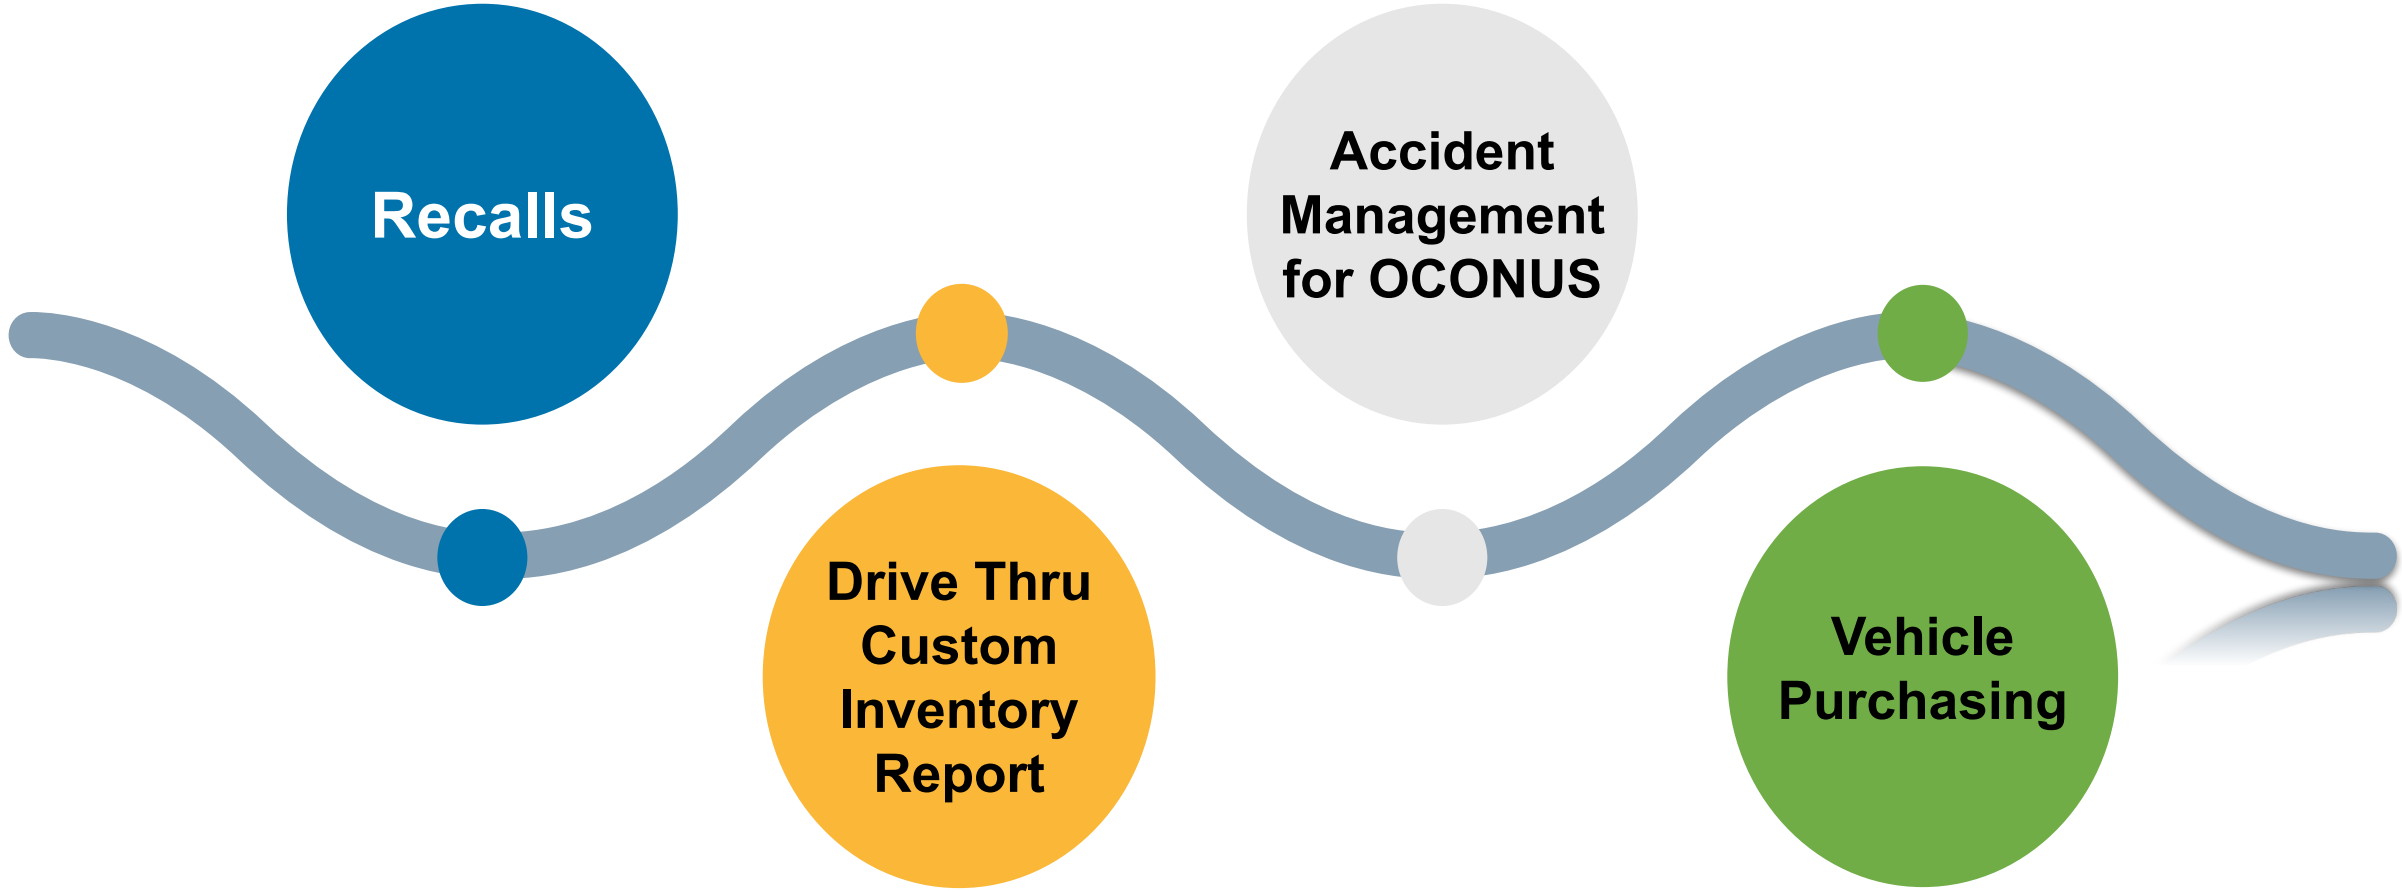 Recalls
Drive Thru
Custom
Inventory
Report
Accident
Management
for OCONUS
Vehicle
Purchasing